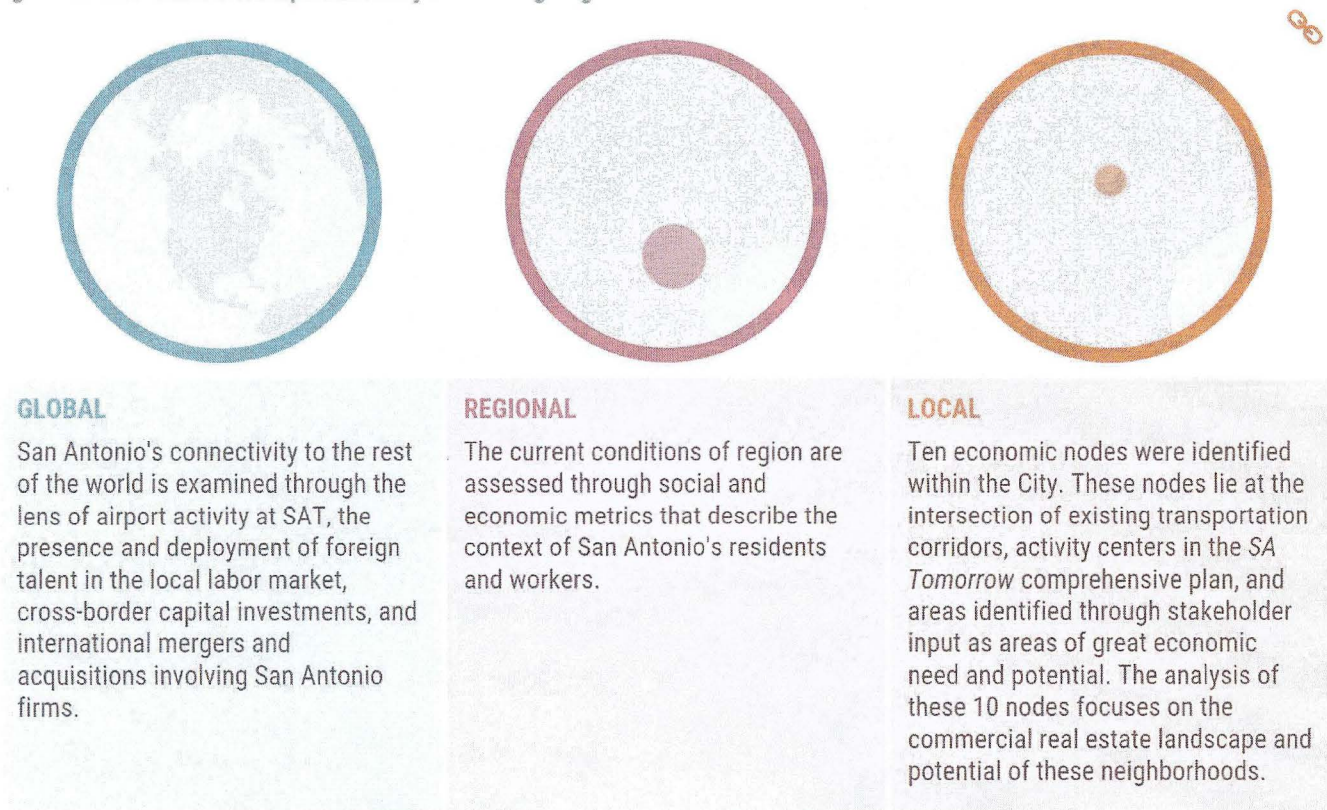 GLOBAL
San Antonio's connectivity to the rest
of the world is examined through the
lens of airport activity at SAT, the
presence and deployment of foreign
talent in the local labor market,
cross-border capital investments, and
international mergers and
acquisitions involving San Antonio
firms.
REGIONAL
The current conditions of region are
assessed through social and
economic metrics that describe the
context of San Antonio's residents
and workers.
LOCAL
Ten economic nodes were identified
within the City. These nodes lie at the
intersection of existing transportation
corridors, activity centers in the SA
Tomorrow comprehensive plan, and
areas identified through stakeholder
input as areas of great economic
need and potential. The analysis of
these 10 nodes focuses on the
commercial real estate landscape and
potential of these neighborhoods.